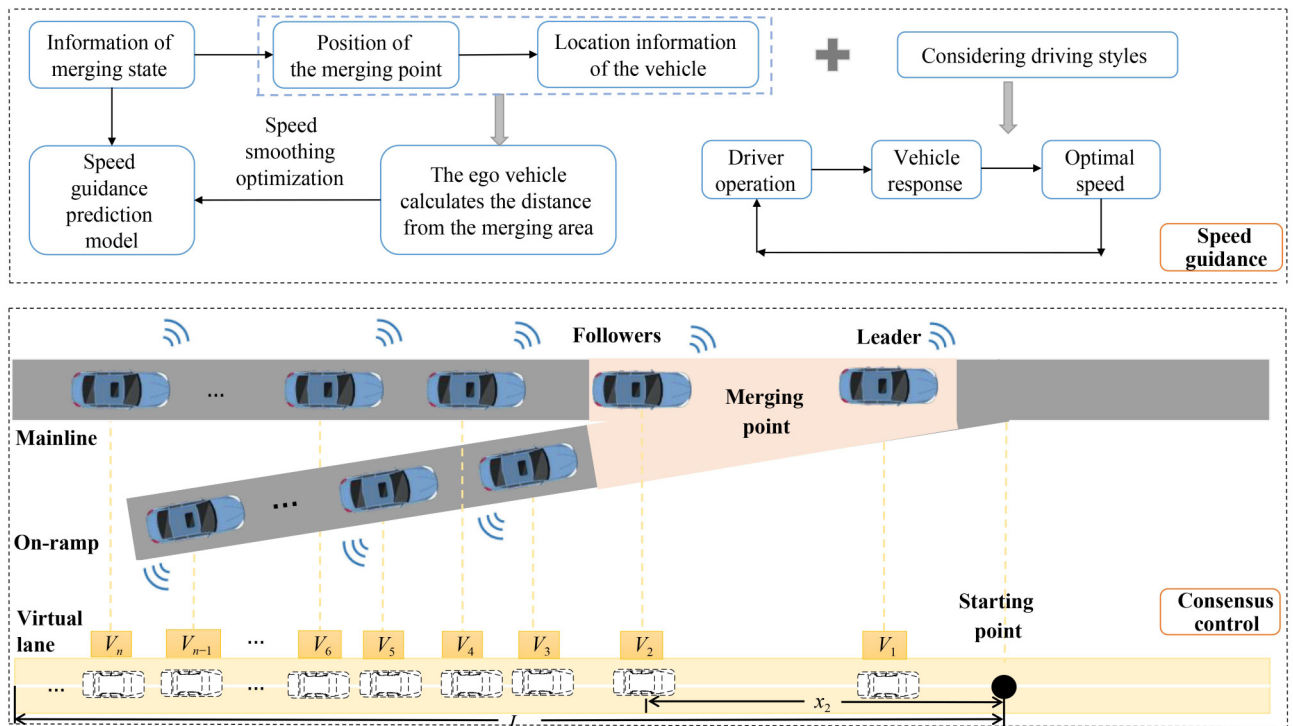 Information of
merging state
Position of
the merging point
Location information
of the vehicle
Considering driving styles
Speed
smoothing
optimization
Speed
guidance
prediction
model
The ego vehicle
calculates the distance
from the merging area
Driver
operation
Vehicle
response
Optimal
speed
Speed
guidance
Followers
Leader
...
Merging
point
Mainline
...
On-ramp
Starting
point
Consensus
control
Virtual
lane
Vₙ
Vₙ₋₁
...
V₆
V₅
V₄
V₃
V₂
V₁
...
...
x₂